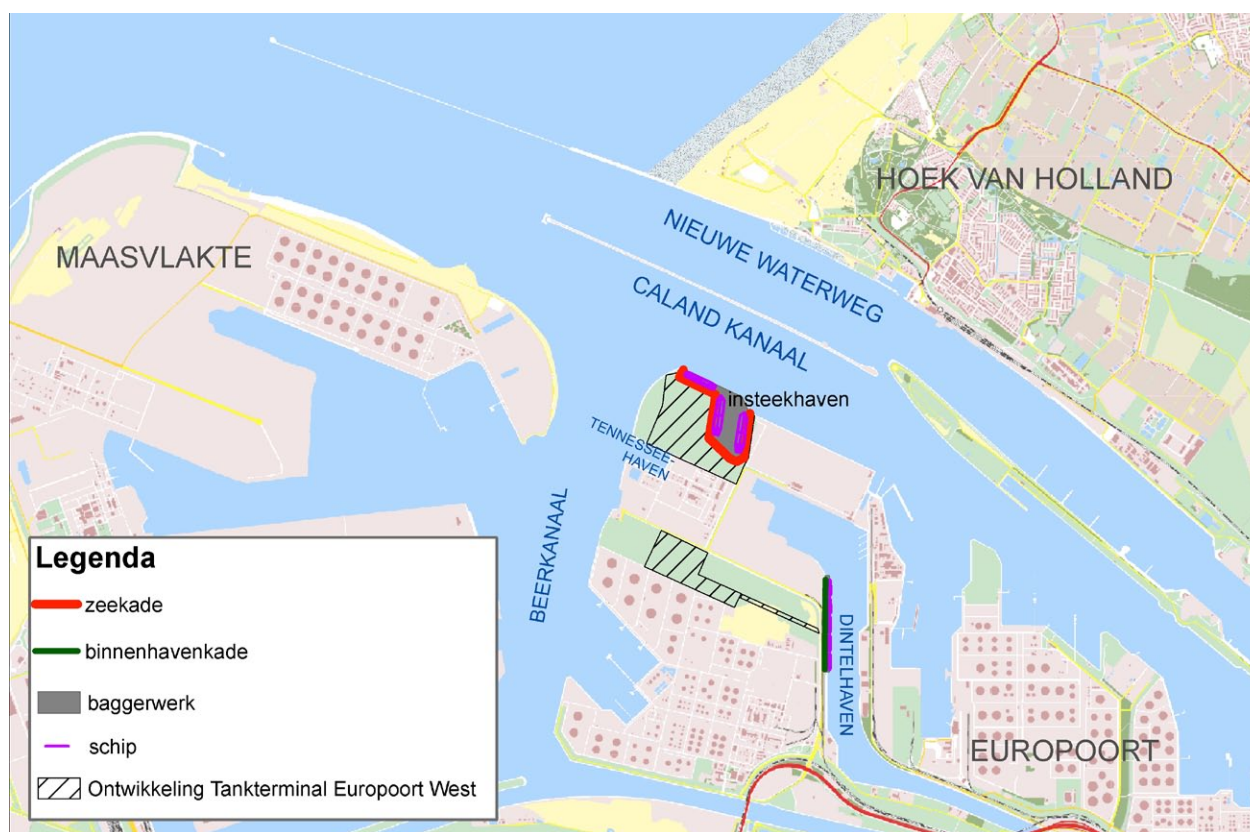 HOEK VAN HOLLAND
MAASVLAKTE
NIEUWE WATERWEG
CALAND KANAAL
insteekhaven
TENNESSEE-
HAVEN
BEERKANAAL
DINTELHAVEN
EUROPOORT
Legenda
zeekade
binnenhavenkade
baggerwerk
schip
Ontwikkeling Tankterminal Europoort West